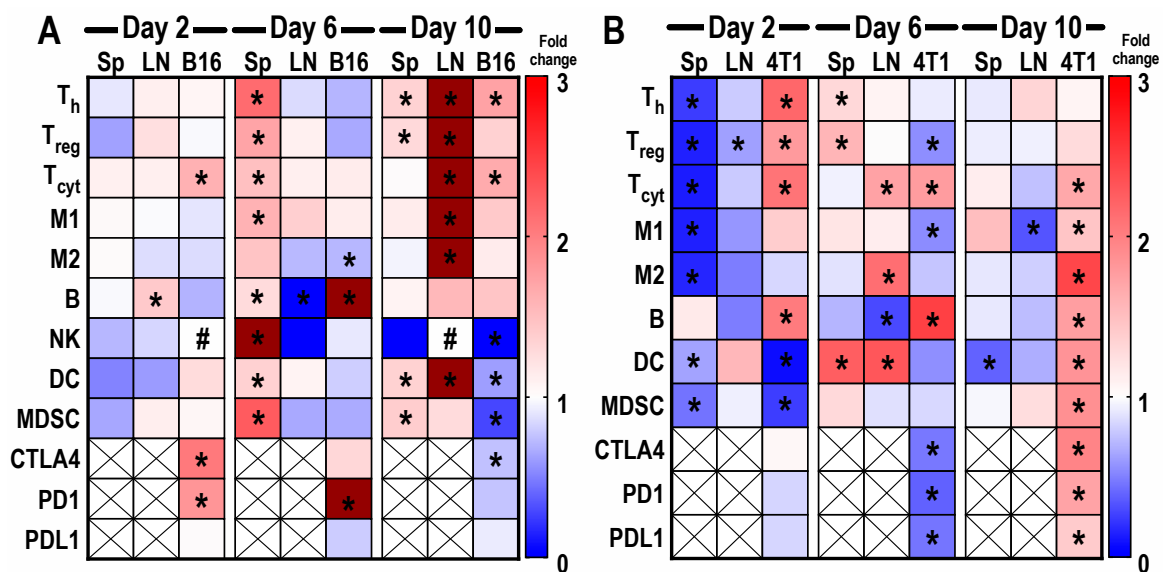 A Day 2 Day 6 Day 10 Fold change
Sp LN B16 Sp LN B16 Sp LN B16
3
Th * * * *
Treg * * *
Tcyt * * * *
2
M1 * *
M2 * *
B * * * *
NK # * # *
1
DC * * * *
MDSC * * *
CTLA4 * *
PD1 * *
PDL1
0
B Day 2 Day 6 Day 10 Fold change
Sp LN 4T1 Sp LN 4T1 Sp LN 4T1
3
Th * * *
Treg * * * * *
Tcyt * * * * *
2
M1 * * * *
M2 * * *
B * * * *
DC * * * * * *
1
MDSC * * *
CTLA4 * *
PD1 * *
PDL1 * *
0